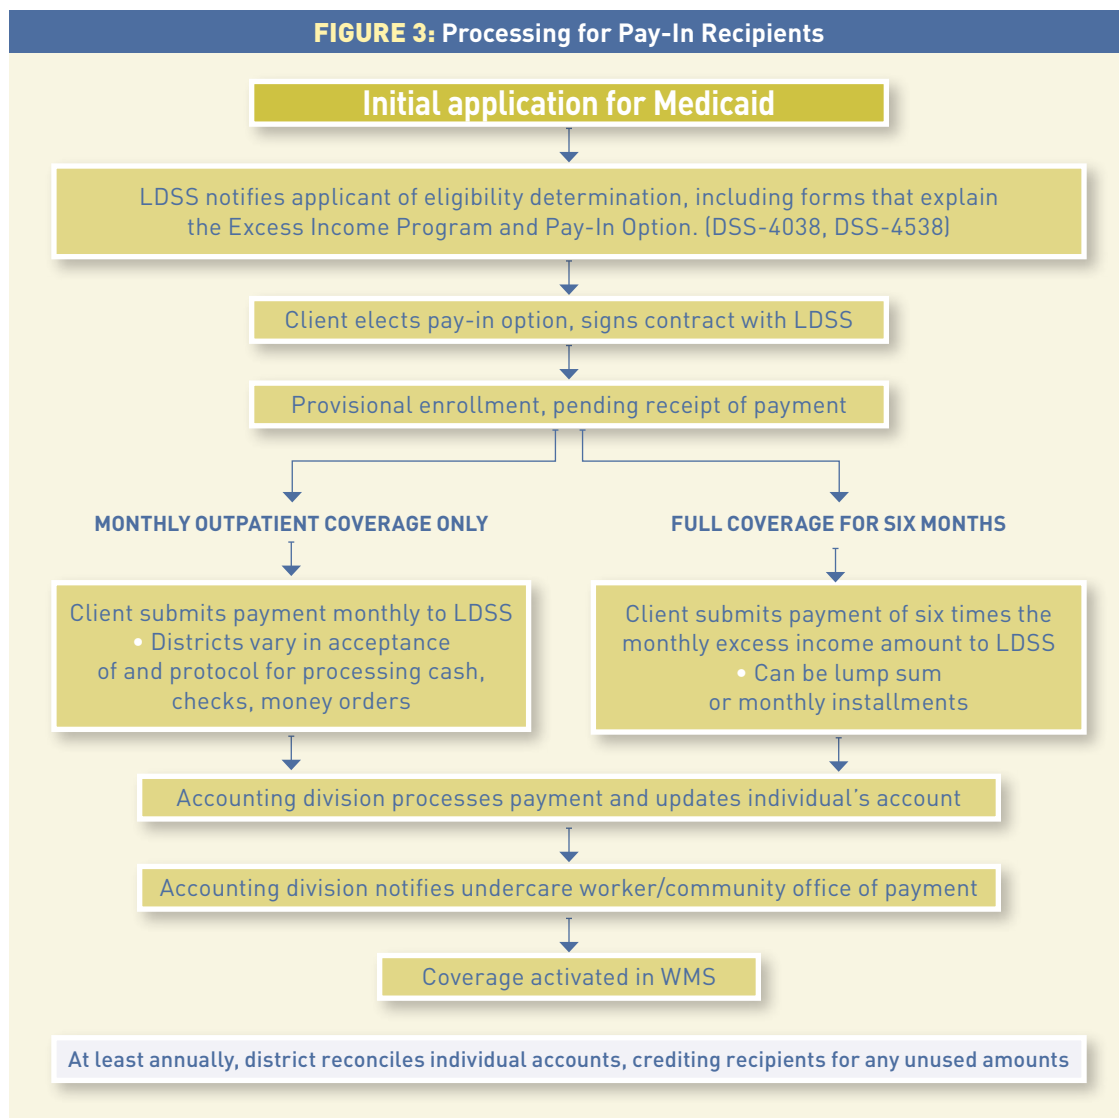 FIGURE 3: Processing for Pay-In Recipients
Initial application for Medicaid
LDSS notifies applicant of eligibility determination, including forms that explain
the Excess Income Program and Pay-In Option. (DSS-4038, DSS-4538)
Client elects pay-in option, signs contract with LDSS
Provisional enrollment, pending receipt of payment
MONTHLY OUTPATIENT COVERAGE ONLY
Client submits payment monthly to LDSS
• Districts vary in acceptance
of and protocol for processing cash,
checks, money orders
FULL COVERAGE FOR SIX MONTHS
Client submits payment of six times the
monthly excess income amount to LDSS
• Can be lump sum
or monthly installments
Accounting division processes payment and updates individual's account
Accounting division notifies undercare worker/community office of payment
Coverage activated in WMS
At least annually, district reconciles individual accounts, crediting recipients for any unused amounts